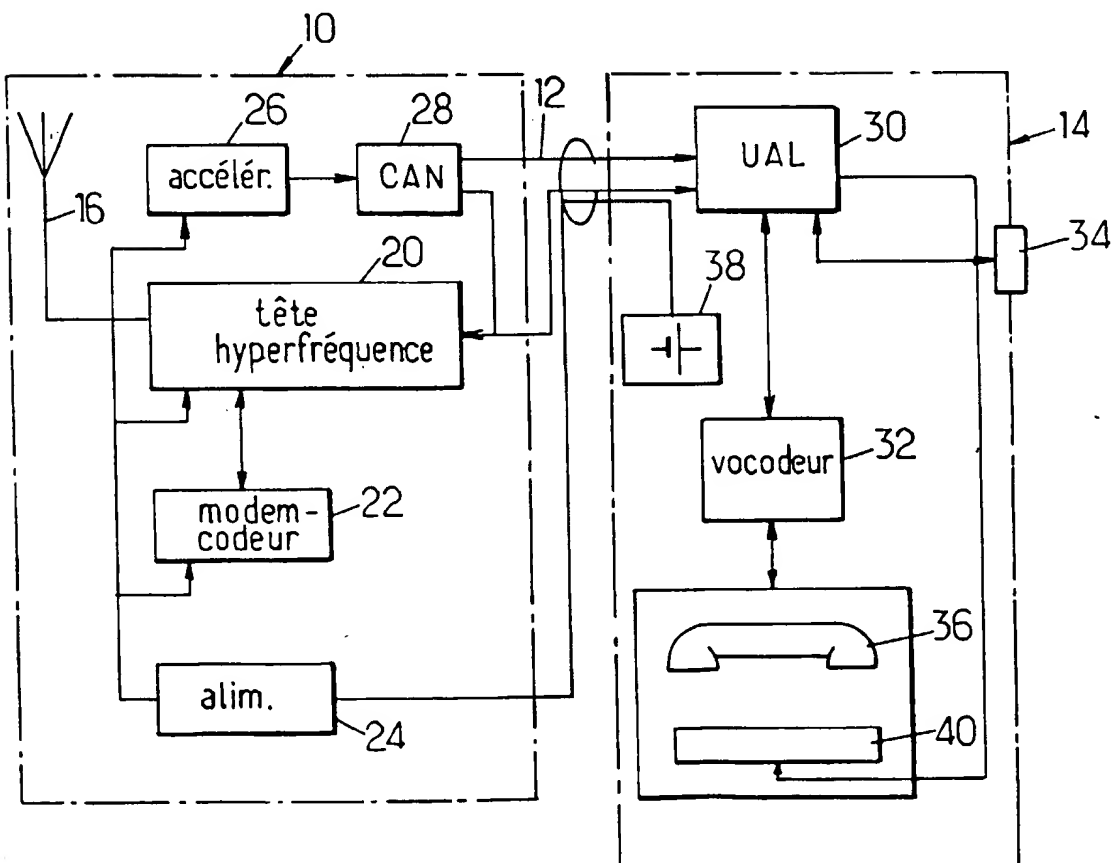 10
26
28
12
14
accélér.
CAN
UAL
30
16
34
20
38
tête
hyperfréquence
vocodeur
32
modem-
codeur
22
36
alim.
24
40